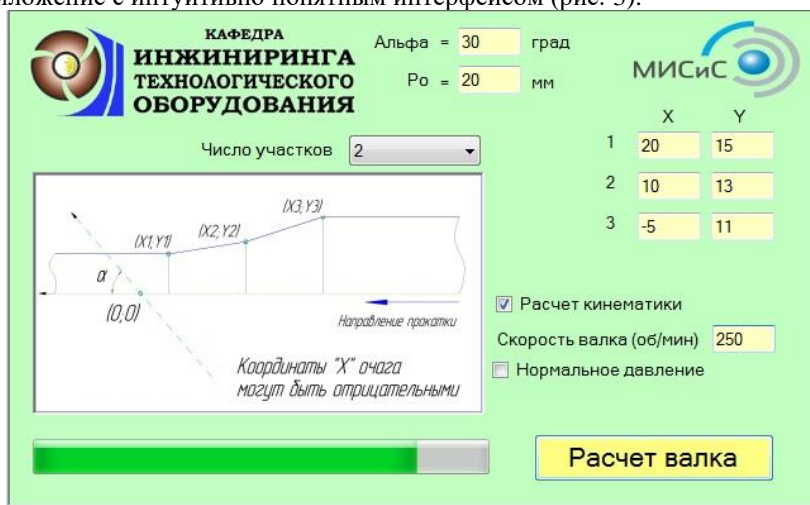 иложение с интуитивно понятным интерфейсом (рис. 3).
КАФЕДРА
ИНЖИНИРИНГА
ТЕХНОЛОГИЧЕСКОГО
ОБОРУДОВАНИЯ
Альфа = 30 град
Ро = 20 мм
МИСиС
Число участков 2
X Y
1 20 15
2 10 13
3 -5 11
(X1,Y1)
(X2,Y2)
(X3,Y3)
α
(0,0)
Направление прокатки
Координаты "X" очага
могут быть отрицательными
Расчет кинематики
Скорость валка (об/мин) 250
Нормальное давление
Расчет валка